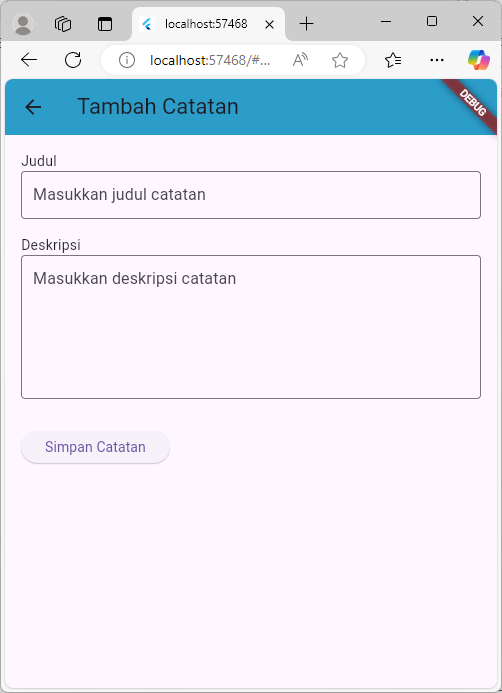 localhost:57468
localhost:57468/#...
Tambah Catatan
DEBUG
Judul
Masukkan judul catatan
Deskripsi
Masukkan deskripsi catatan
Simpan Catatan